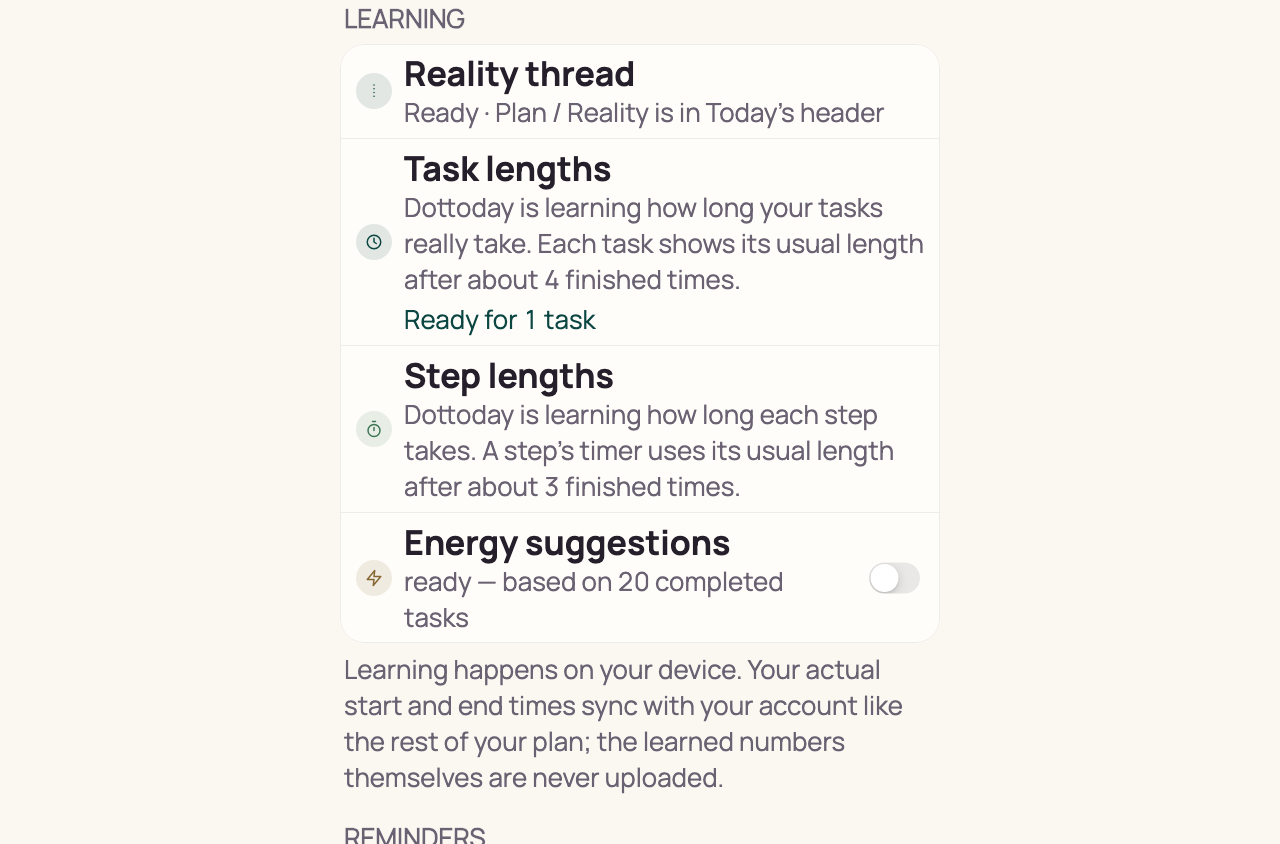 LEARNING
Reality thread
Ready · Plan / Reality is in Today’s header
Task lengths
Dottoday is learning how long your tasks
really take. Each task shows its usual length
after about 4 finished times.
Ready for 1 task
Step lengths
Dottoday is learning how long each step
takes. A step’s timer uses its usual length
after about 3 finished times.
Energy suggestions
ready — based on 20 completed
tasks
Learning happens on your device. Your actual
start and end times sync with your account like
the rest of your plan; the learned numbers
themselves are never uploaded.
REMINDERS